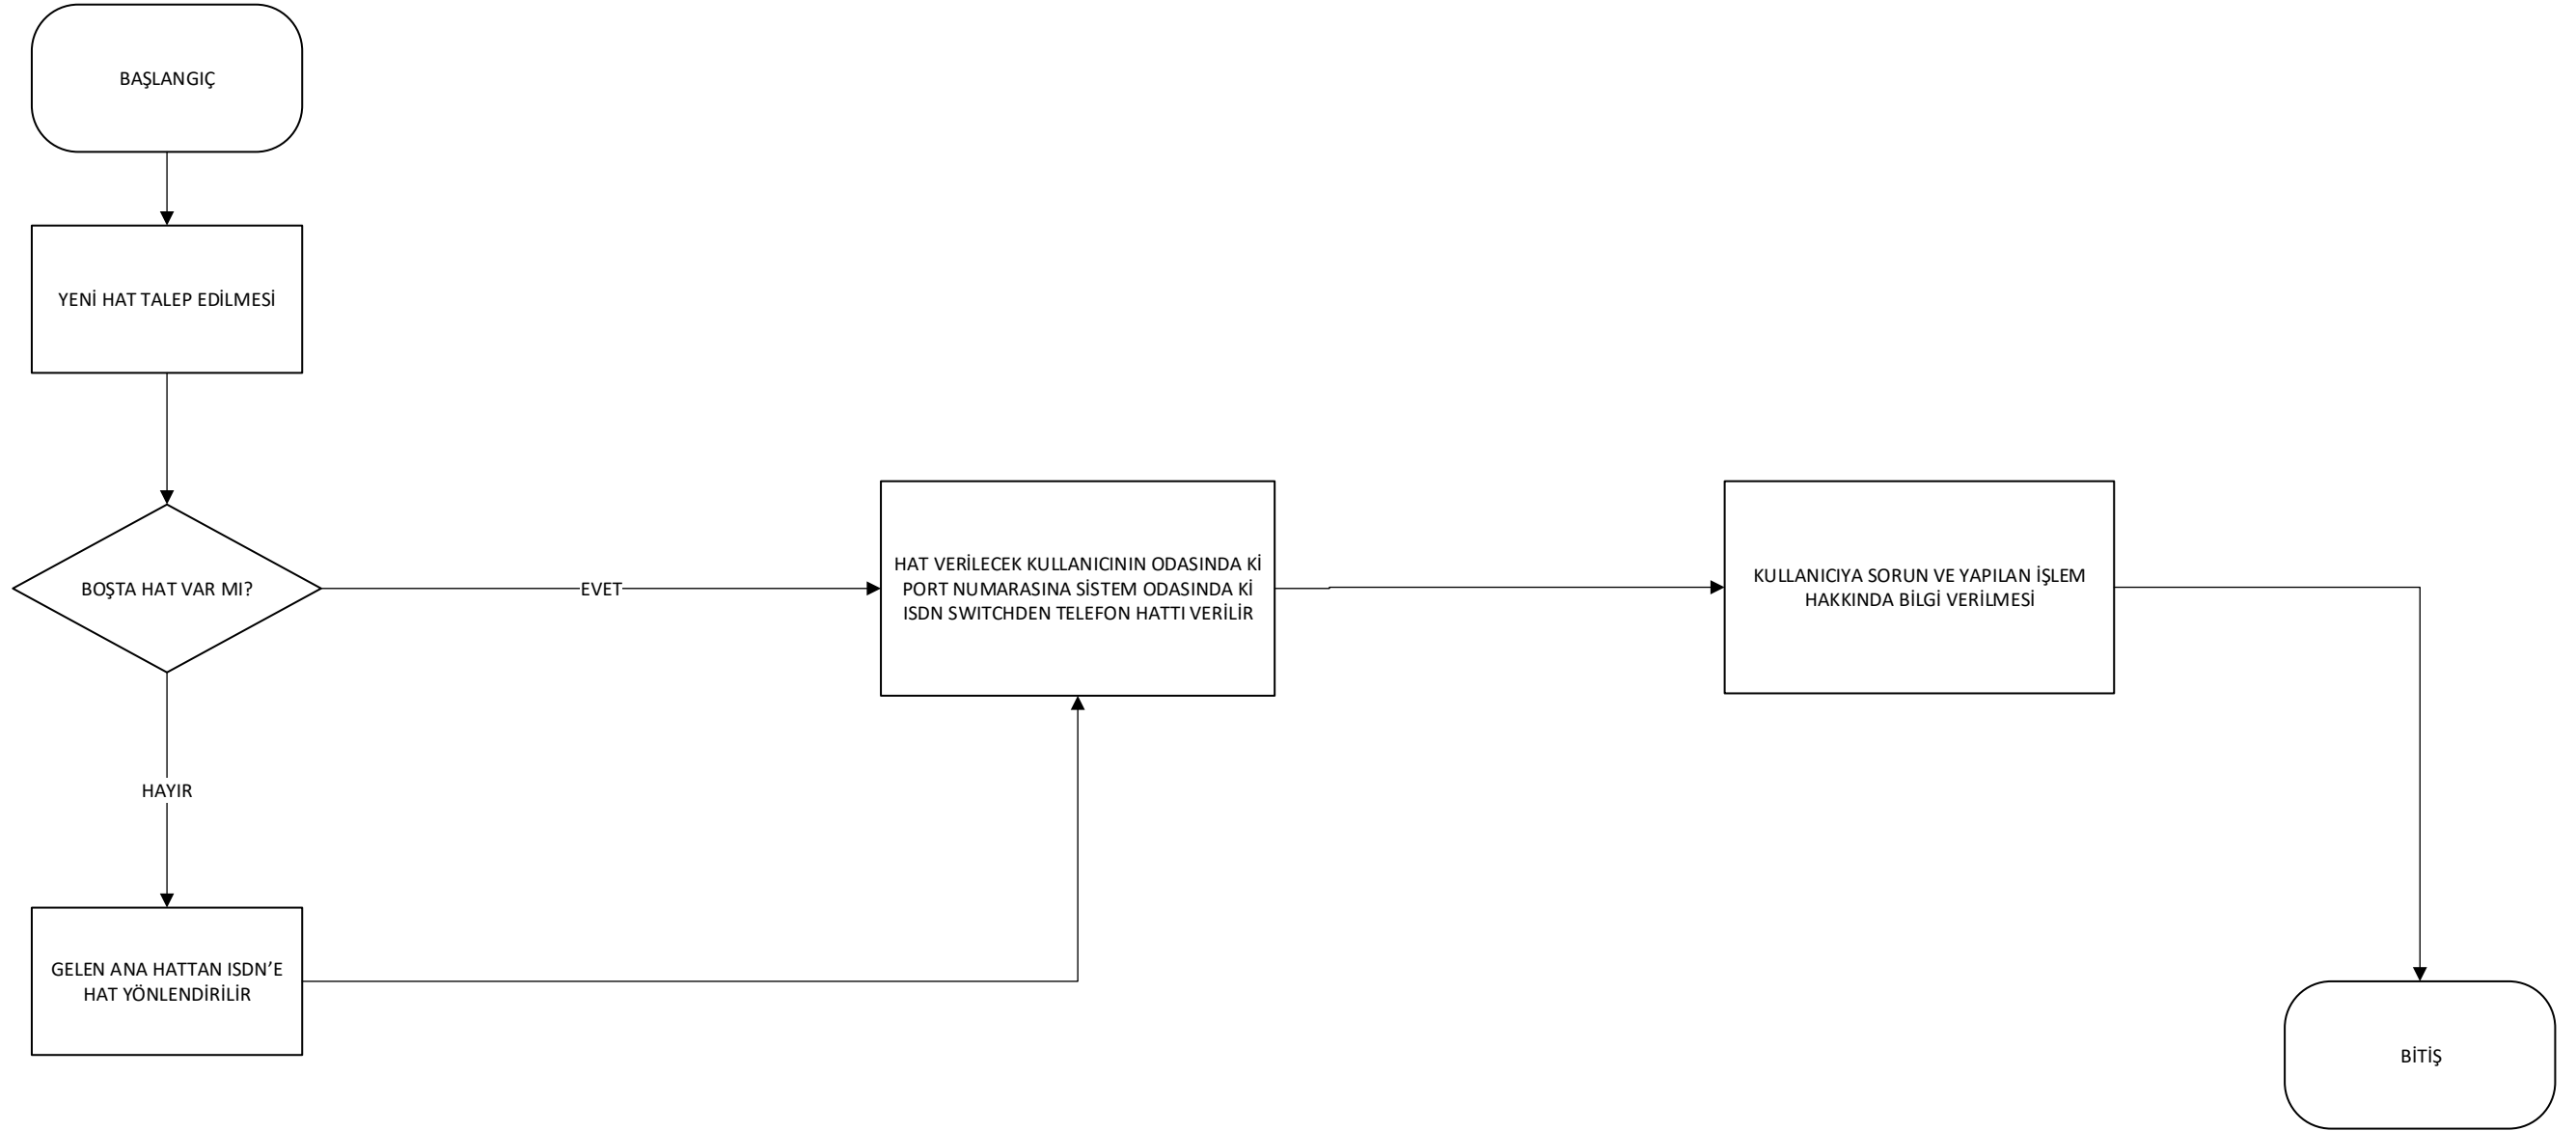 BAŞLANGIÇ
YENİ HAT TALEP EDİLMESİ
BOŞTA HAT VAR MI?
EVET
HAT VERİLECEK KULLANICININ ODASINDA Kİ
PORT NUMARASINA SİSTEM ODASINDA Kİ
ISDN SWITCHDEN TELEFON HATTI VERİLİR
KULLANICIYA SORUN VE YAPILAN İŞLEM
HAKKINDA BİLGİ VERİLMESİ
HAYIR
GELEN ANA HATTAN ISDN’E
HAT YÖNLENDİRİLİR
BİTİŞ